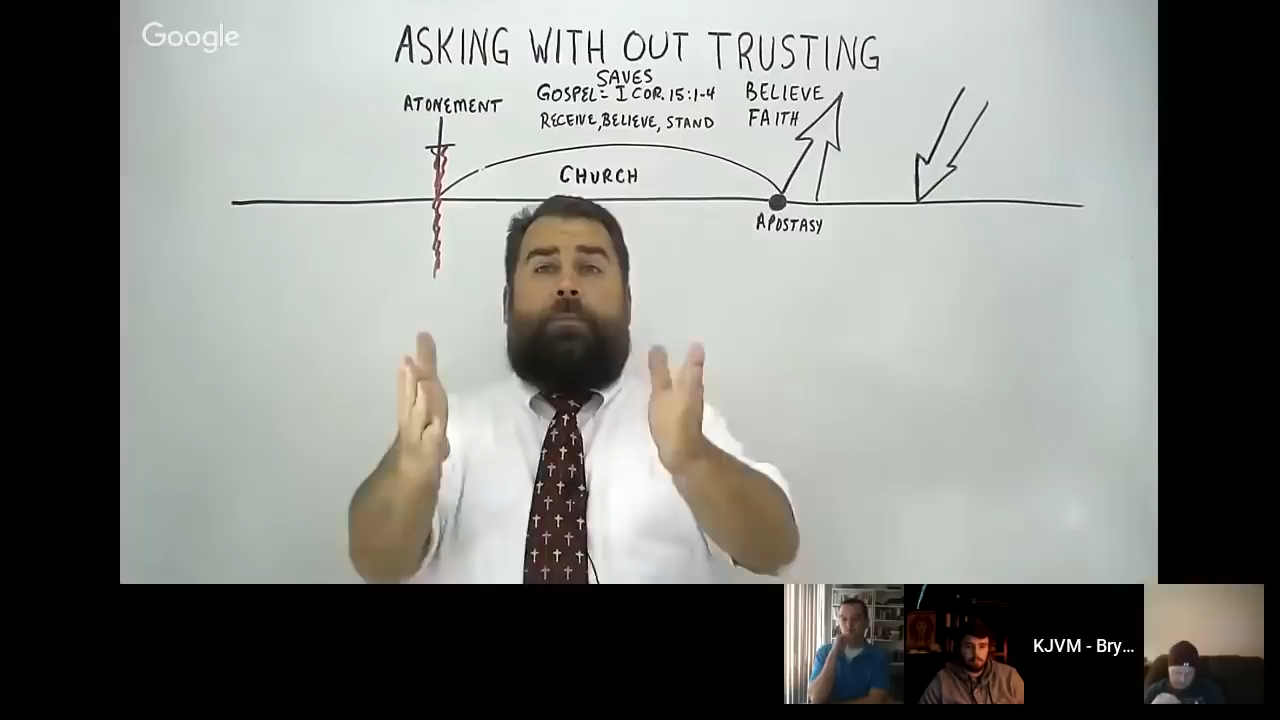 Google
ASKING WITH OUT TRUSTING
SAVES
GOSPEL= I COR. 15:1-4
RECEIVE, BELIEVE, STAND
ATONEMENT
BELIEVE
FAITH
CHURCH
APOSTASY
KJVM - Bry...